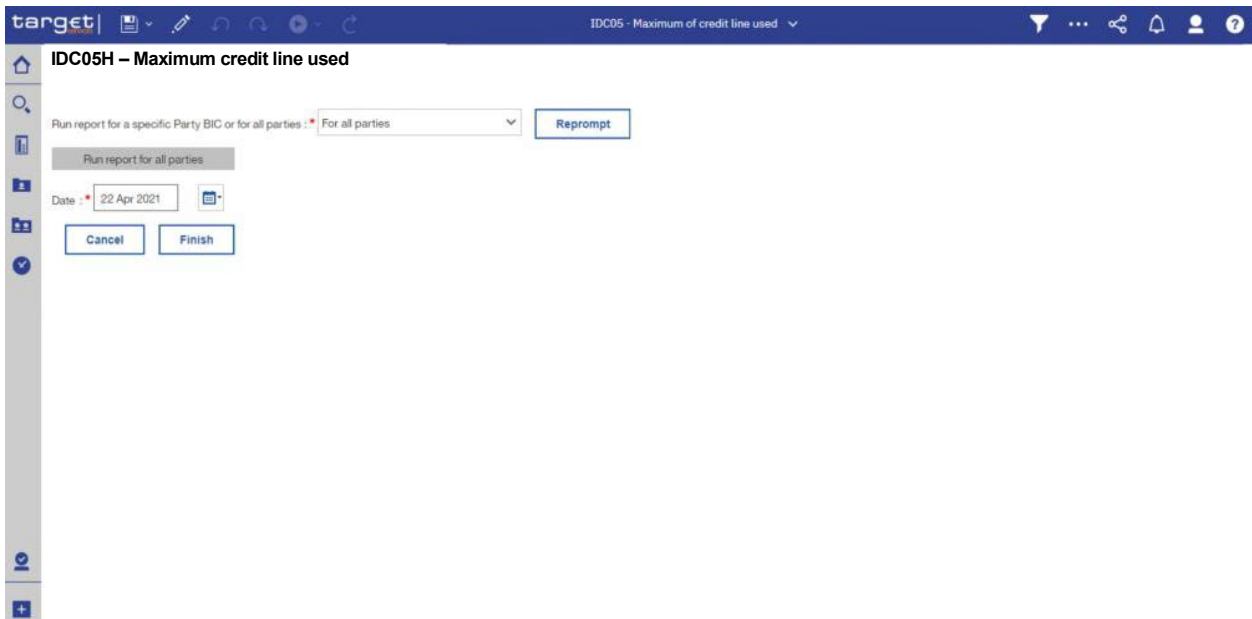 target| IDC05 - Maximum of credit line used
services
IDC05H – Maximum credit line used
Run report for a specific Party BIC or for all parties : * For all parties Reprompt
Run report for all parties
Date : * 22 Apr 2021
Cancel Finish